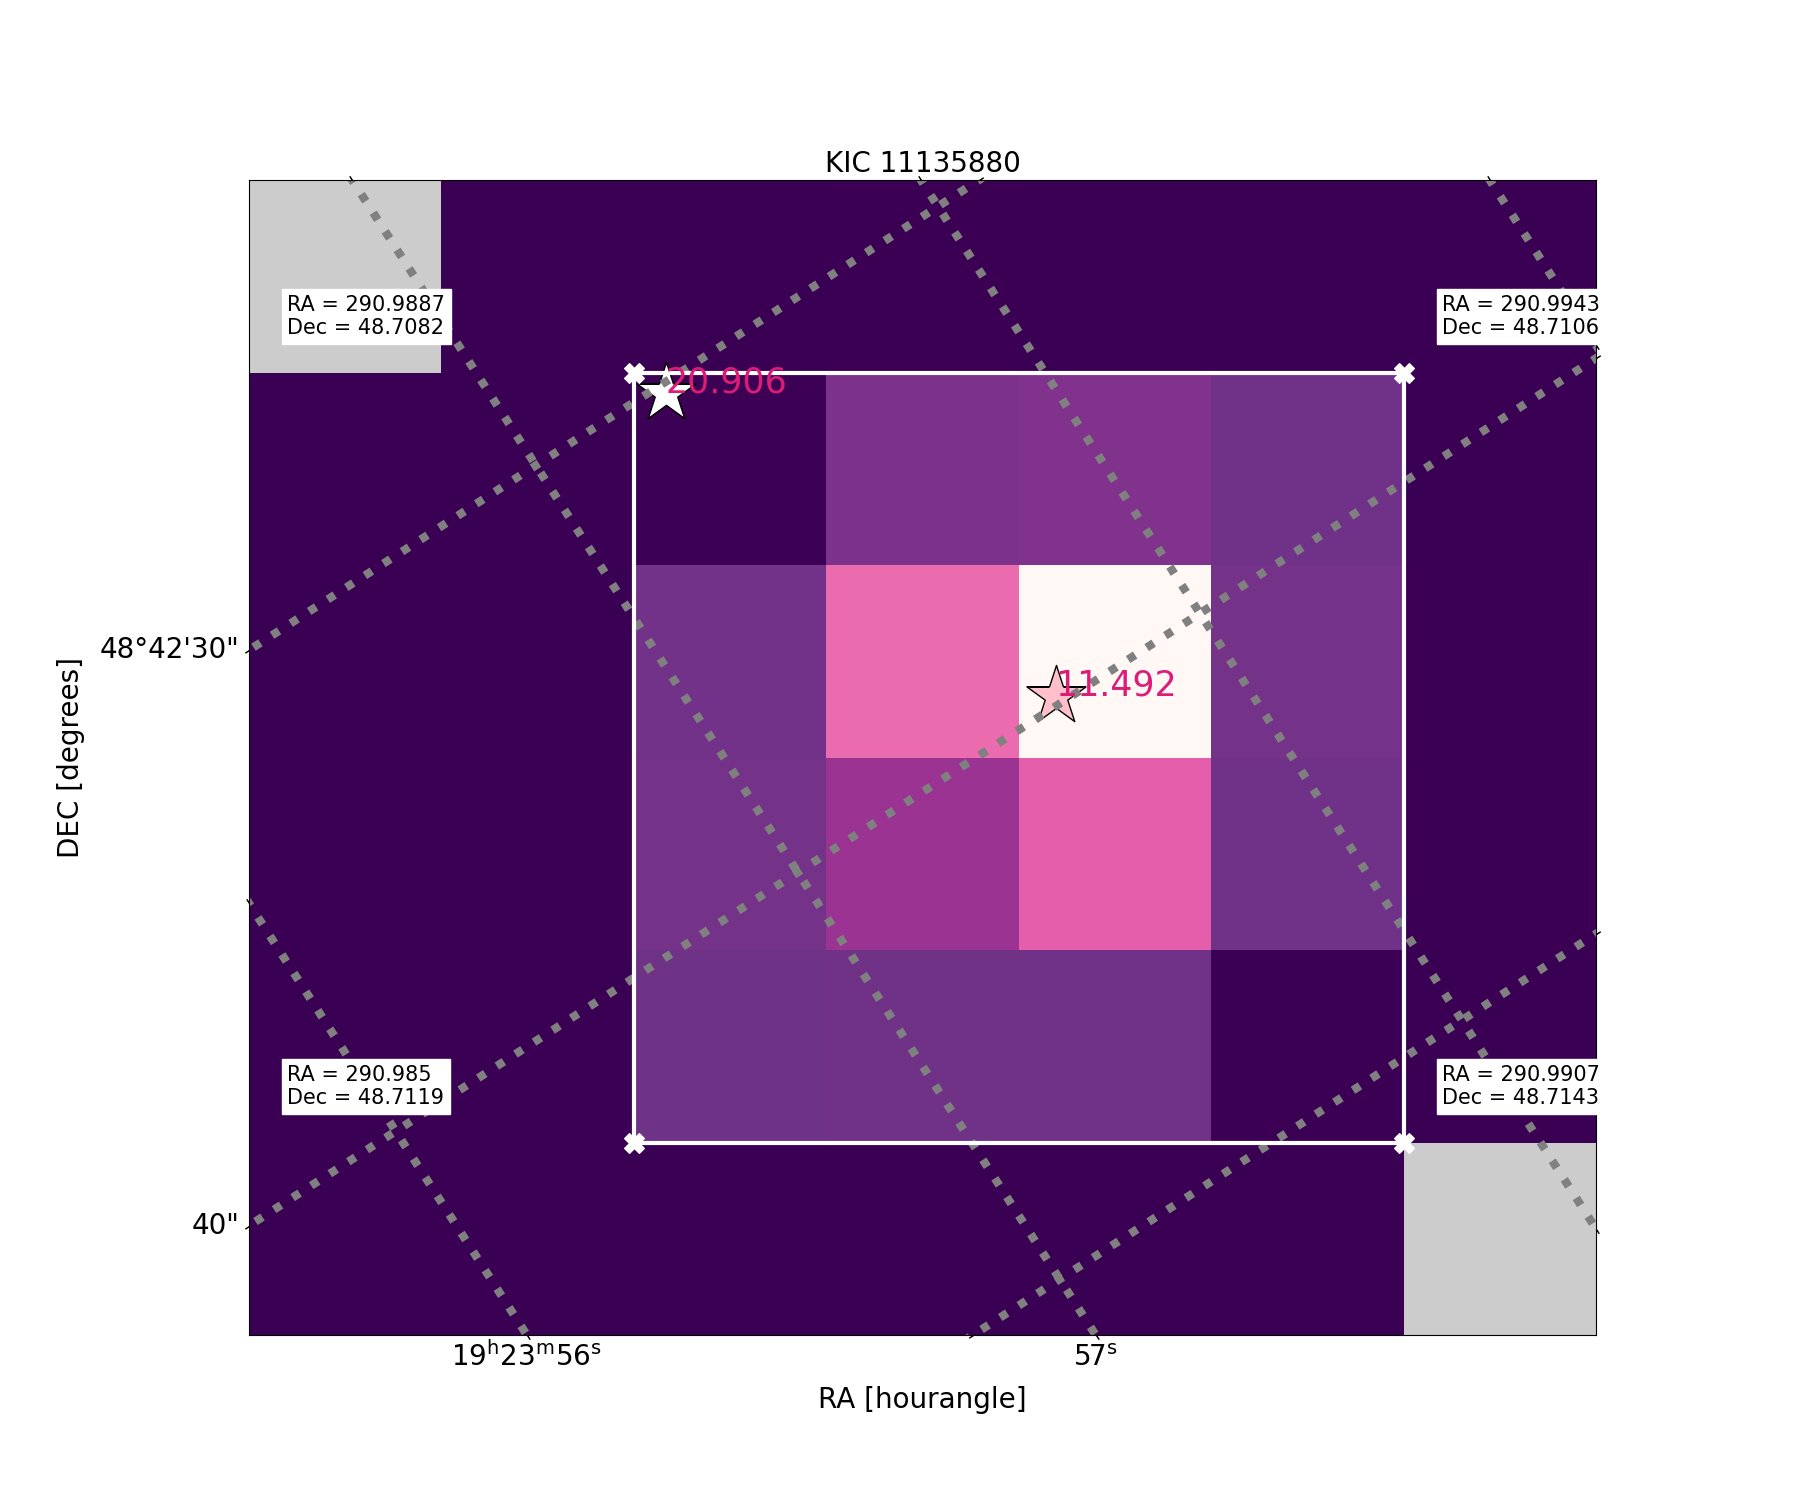 KIC 11135880
RA = 290.9887
Dec = 48.7082
RA = 290.9943
Dec = 48.7106
20.906
11.492
48°42'30"
DEC [degrees]
RA = 290.985
Dec = 48.7119
RA = 290.9907
Dec = 48.7143
40"
19ʰ23ᵐ56ˢ
57ˢ
RA [hourangle]